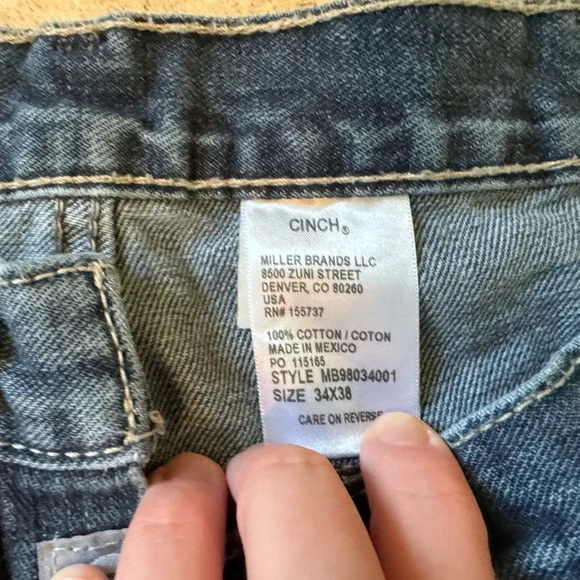 CINCH®
MILLER BRANDS LLC
8500 ZUNI STREET
DENVER, CO 80260
USA
RN# 155737
100% COTTON / COTON
MADE IN MEXICO
PO 115165
STYLE MB98034001
SIZE 34X38
CARE ON REVERSE